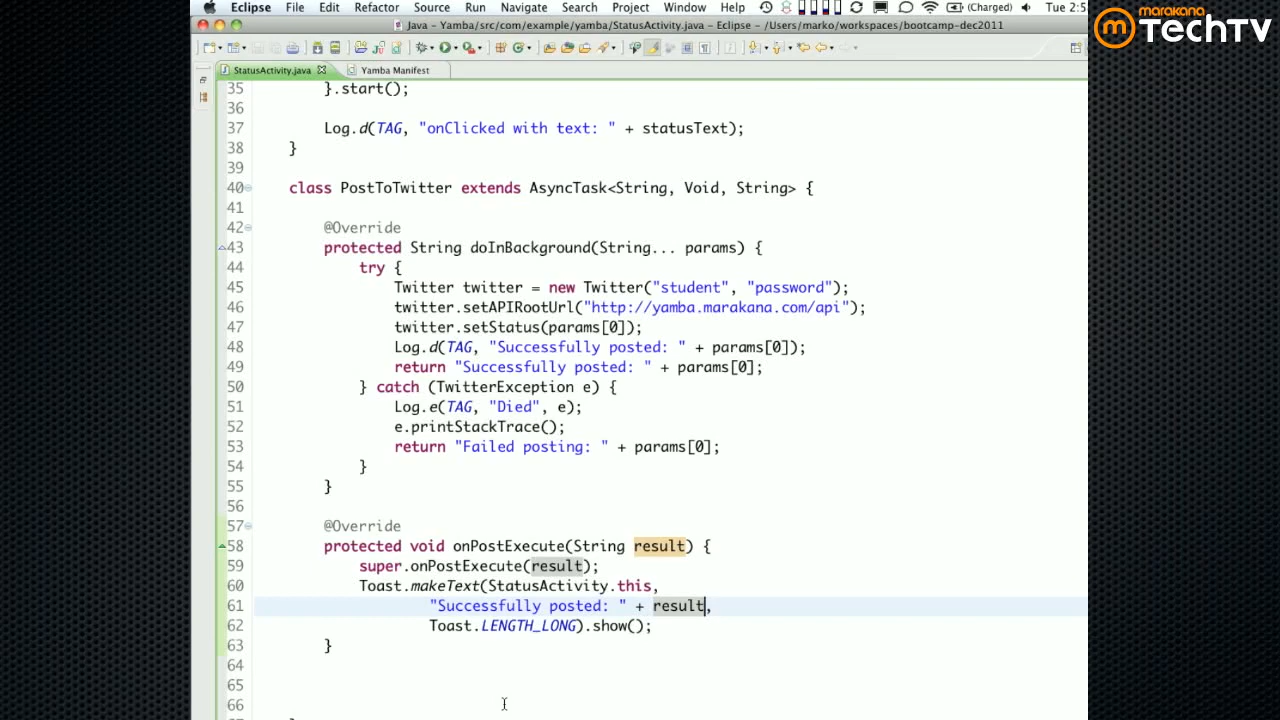 Eclipse File Edit Refactor Source Run Navigate Search Project Window Help (Charged) Tue 2:5
marakana
TechTV
Java – Yamba/src/com/example/yamba/StatusActivity.java – Eclipse – /Users/marko/workspaces/bootcamp-dec2011
StatusActivity.java Yamba Manifest
35 }.start();
36
37 Log.d(TAG, "onClicked with text: " + statusText);
38 }
39
40 class PostToTwitter extends AsyncTask<String, Void, String> {
41
42 @Override
43 protected String doInBackground(String... params) {
44 try {
45 Twitter twitter = new Twitter("student", "password");
46 twitter.setAPIRootUrl("http://yamba.marakana.com/api");
47 twitter.setStatus(params[0]);
48 Log.d(TAG, "Successfully posted: " + params[0]);
49 return "Successfully posted: " + params[0];
50 } catch (TwitterException e) {
51 Log.e(TAG, "Died", e);
52 e.printStackTrace();
53 return "Failed posting: " + params[0];
54 }
55 }
56
57 @Override
58 protected void onPostExecute(String result) {
59 super.onPostExecute(result);
60 Toast.makeText(StatusActivity.this,
61 "Successfully posted: " + result,
62 Toast.LENGTH_LONG).show();
63 }
64
65
66